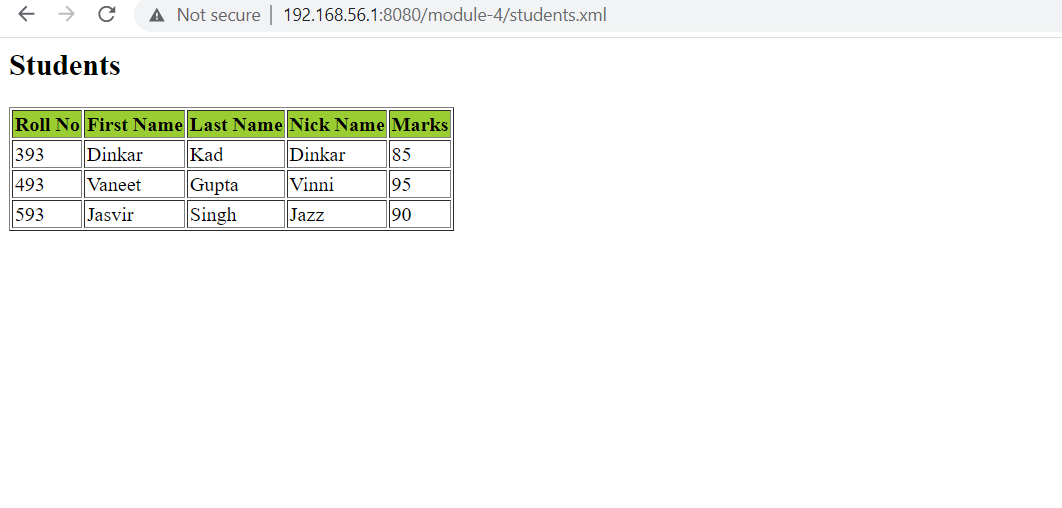 Not secure | 192.168.56.1:8080/module-4/students.xml
Students
Roll No First Name Last Name Nick Name Marks
393 Dinkar Kad Dinkar 85
493 Vaneet Gupta Vinni 95
593 Jasvir Singh Jazz 90